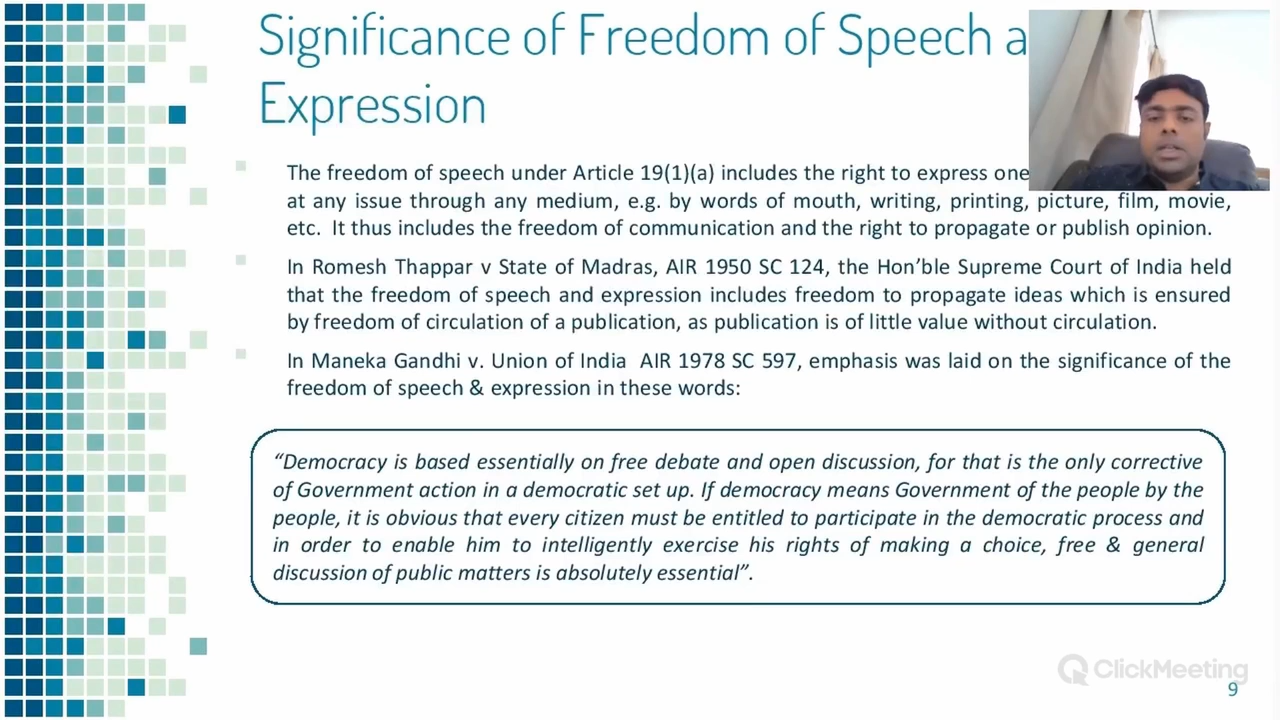 Significance of Freedom of Speech a
Expression
The freedom of speech under Article 19(1)(a) includes the right to express one
at any issue through any medium, e.g. by words of mouth, writing, printing, picture, film, movie,
etc. It thus includes the freedom of communication and the right to propagate or publish opinion.
In Romesh Thappar v State of Madras, AIR 1950 SC 124, the Hon’ble Supreme Court of India held
that the freedom of speech and expression includes freedom to propagate ideas which is ensured
by freedom of circulation of a publication, as publication is of little value without circulation.
In Maneka Gandhi v. Union of India AIR 1978 SC 597, emphasis was laid on the significance of the
freedom of speech & expression in these words:
“Democracy is based essentially on free debate and open discussion, for that is the only corrective
of Government action in a democratic set up. If democracy means Government of the people by the
people, it is obvious that every citizen must be entitled to participate in the democratic process and
in order to enable him to intelligently exercise his rights of making a choice, free & general
discussion of public matters is absolutely essential”.
ClickMeeting
9